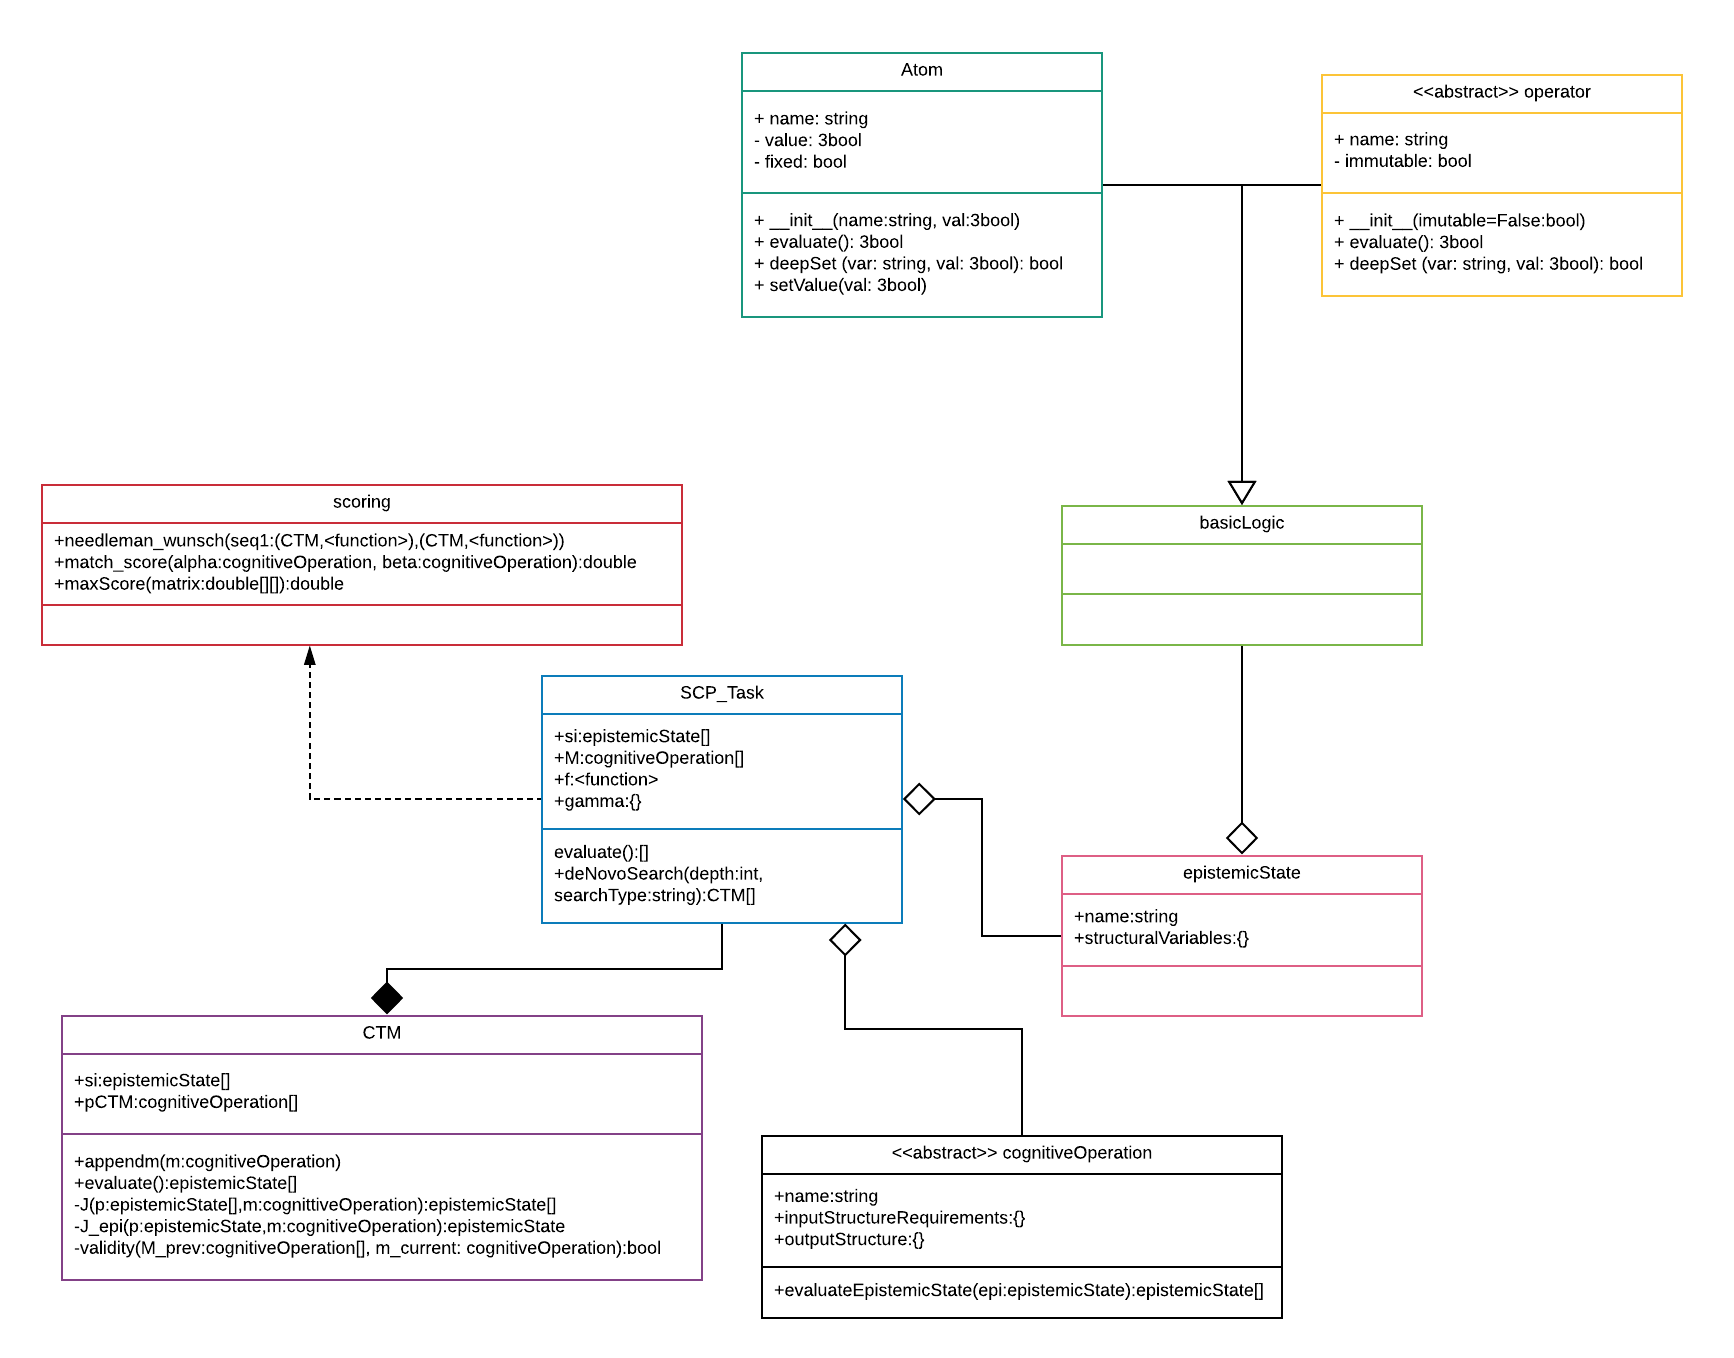 Atom
+ name: string
- value: 3bool
- fixed: bool
+ __init__(name:string, val:3bool)
+ evaluate(): 3bool
+ deepSet (var: string, val: 3bool): bool
+ setValue(val: 3bool)
<<abstract>> operator
+ name: string
- immutable: bool
+ __init__(imutable=False:bool)
+ evaluate(): 3bool
+ deepSet (var: string, val: 3bool): bool
scoring
+needleman_wunsch(seq1:(CTM,<function>),(CTM,<function>))
+match_score(alpha:cognitiveOperation, beta:cognitiveOperation):double
+maxScore(matrix:double[][]):double
basicLogic
SCP_Task
+si:epistemicState[]
+M:cognitiveOperation[]
+f:<function>
+gamma:{}
evaluate():[]
+deNovoSearch(depth:int,
searchType:string):CTM[]
epistemicState
+name:string
+structuralVariables:{}
CTM
+si:epistemicState[]
+pCTM:cognitiveOperation[]
+appendm(m:cognitiveOperation)
+evaluate():epistemicState[]
-J(p:epistemicState[],m:cognittiveOperation):epistemicState[]
-J_epi(p:epistemicState,m:cognitiveOperation):epistemicState
-validity(M_prev:cognitiveOperation[], m_current: cognitiveOperation):bool
<<abstract>> cognitiveOperation
+name:string
+inputStructureRequirements:{}
+outputStructure:{}
+evaluateEpistemicState(epi:epistemicState):epistemicState[]